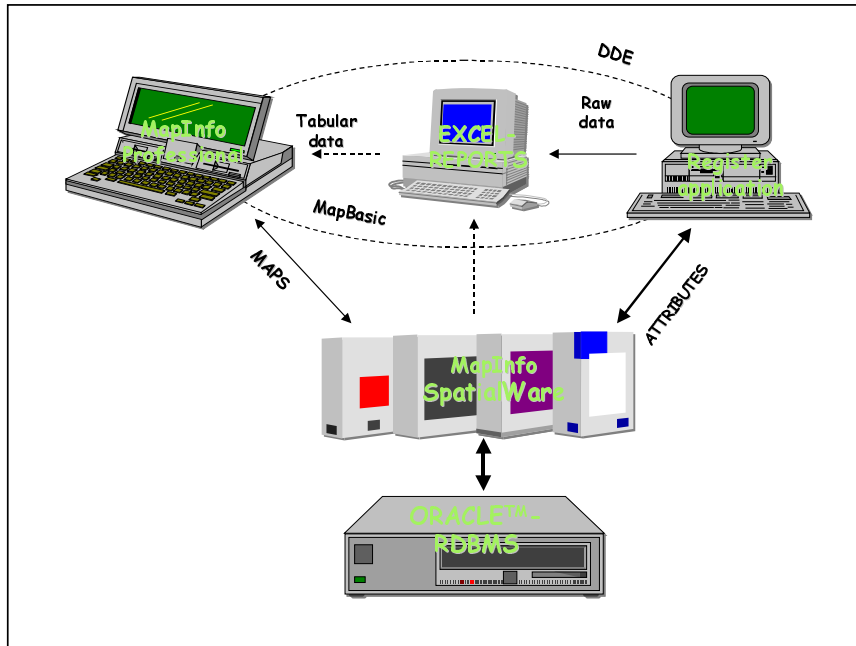 DDE
MapInfo
Professional
Tabular
data
EXCEL-
REPORTS
Raw
data
Register
application
MapBasic
MAPS
ATTRIBUTES
MapInfo
SpatialWare
ORACLE™-
RDBMS